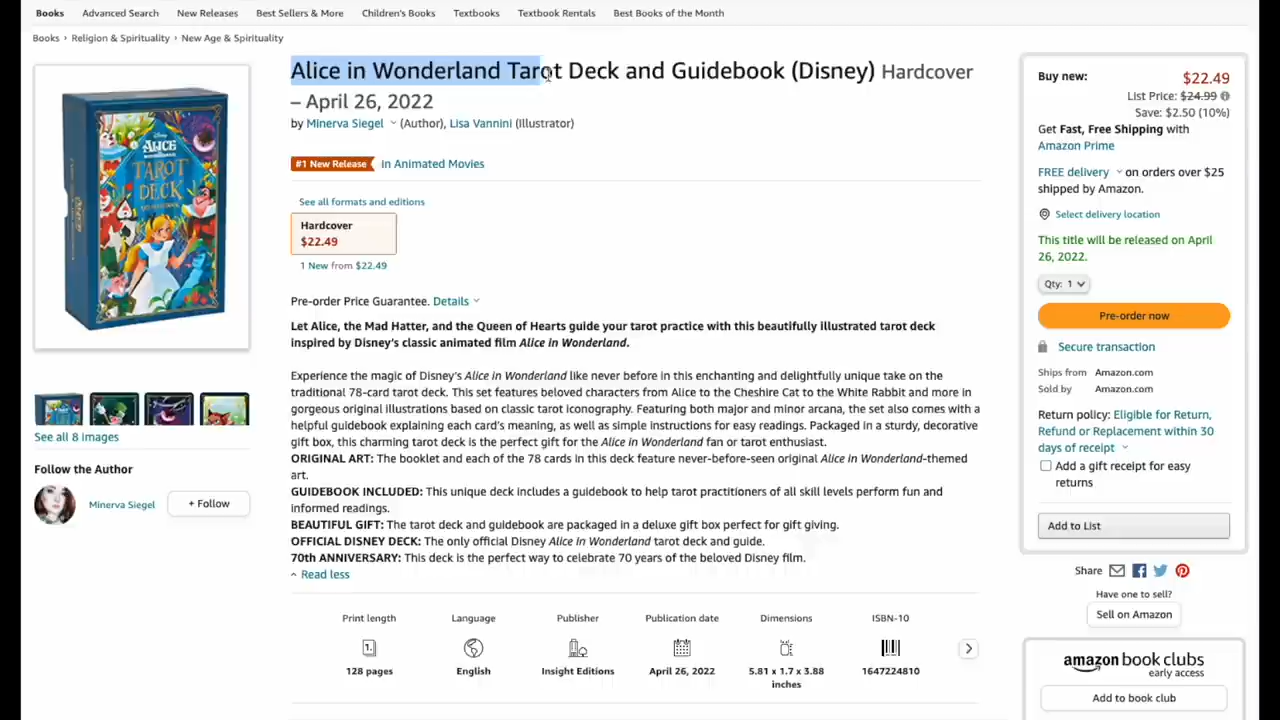 Books Advanced Search New Releases Best Sellers & More Children's Books Textbooks Textbook Rentals Best Books of the Month
Books › Religion & Spirituality › New Age & Spirituality
Disney
ALICE
IN WONDERLAND
TAROT
DECK
See all 8 images
Follow the Author
Minerva Siegel
+ Follow
Alice in Wonderland Tarot Deck and Guidebook (Disney) Hardcover
– April 26, 2022
by Minerva Siegel (Author), Lisa Vannini (Illustrator)
#1 New Release in Animated Movies
See all formats and editions
Hardcover
$22.49
1 New from $22.49
Pre-order Price Guarantee. Details
Let Alice, the Mad Hatter, and the Queen of Hearts guide your tarot practice with this beautifully illustrated tarot deck
inspired by Disney's classic animated film Alice in Wonderland.
Experience the magic of Disney's Alice in Wonderland like never before in this enchanting and delightfully unique take on the
traditional 78-card tarot deck. This set features beloved characters from Alice to the Cheshire Cat to the White Rabbit and more in
gorgeous original illustrations based on classic tarot iconography. Featuring both major and minor arcana, the set also comes with a
helpful guidebook explaining each card's meaning, as well as simple instructions for easy readings. Packaged in a sturdy, decorative
gift box, this charming tarot deck is the perfect gift for the Alice in Wonderland fan or tarot enthusiast.
ORIGINAL ART: The booklet and each of the 78 cards in this deck feature never-before-seen original Alice in Wonderland-themed
art.
GUIDEBOOK INCLUDED: This unique deck includes a guidebook to help tarot practitioners of all skill levels perform fun and
informed readings.
BEAUTIFUL GIFT: The tarot deck and guidebook are packaged in a deluxe gift box perfect for gift giving.
OFFICIAL DISNEY DECK: The only official Disney Alice in Wonderland tarot deck and guide.
70th ANNIVERSARY: This deck is the perfect way to celebrate 70 years of the beloved Disney film.
Read less
Print length Language Publisher Publication date Dimensions ISBN-10
128 pages English Insight Editions April 26, 2022 5.81 x 1.7 x 3.88 1647224810
inches
Buy new: $22.49
List Price: $24.99
Save: $2.50 (10%)
Get Fast, Free Shipping with
Amazon Prime
FREE delivery on orders over $25
shipped by Amazon.
Select delivery location
This title will be released on April
26, 2022.
Qty: 1
Pre-order now
Secure transaction
Ships from Amazon.com
Sold by Amazon.com
Return policy: Eligible for Return,
Refund or Replacement within 30
days of receipt
Add a gift receipt for easy
returns
Add to List
Share
Have one to sell?
Sell on Amazon
amazon book clubs
early access
Add to book club